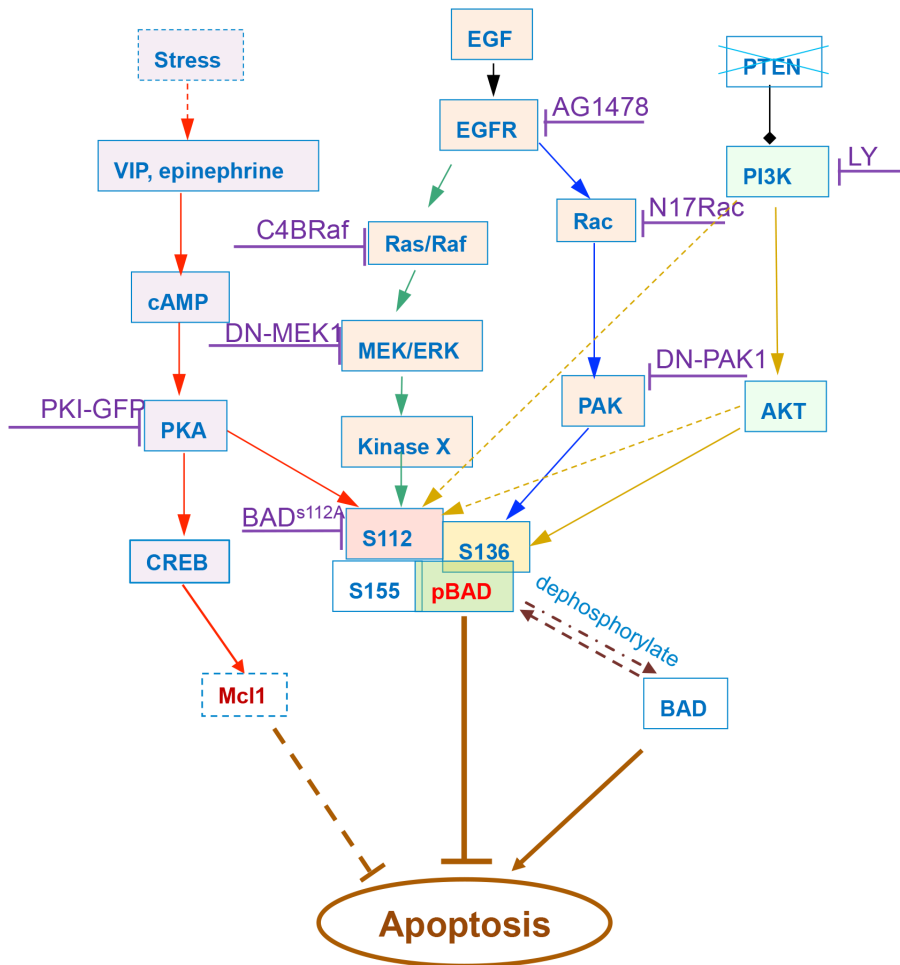 EGF
Stress
PTEN
AG1478
EGFR
LY
VIP, epinephrine
PI3K
N17Rac
C4BRaf
Rac
Ras/Raf
cAMP
DN-MEK1
MEK/ERK
DN-PAK1
PKI-GFP
PAK
AKT
PKA
Kinase X
BADs112A
S112
S136
CREB
S155
pBAD
dephosphorylate
Mcl1
BAD
Apoptosis